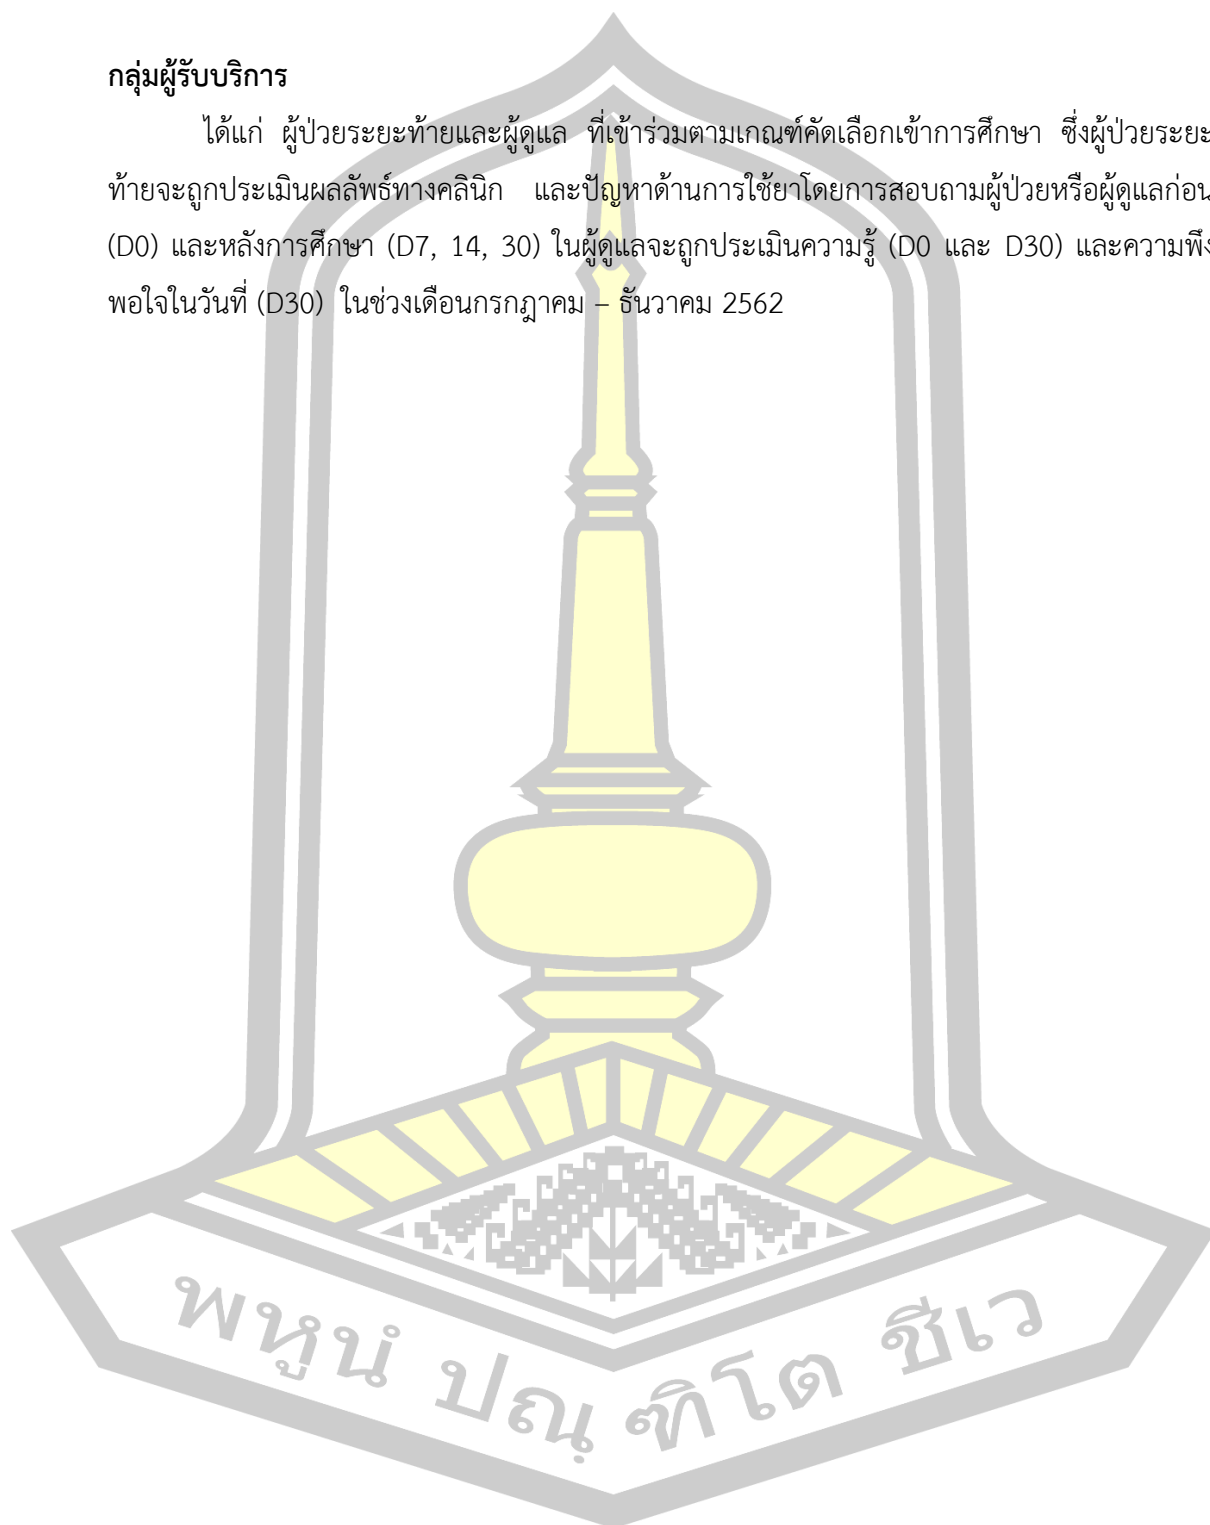 กลุ่มผู้รับบริการ
ได้แก่ ผู้ป่วยระยะท้ายและผู้ดูแล ที่เข้าร่วมตามเกณฑ์คัดเลือกเข้าการศึกษา ซึ่งผู้ป่วยระยะ
ท้ายจะถูกประเมินผลลัพธ์ทางคลินิก และปัญหาด้านการใช้ยาโดยการสอบถามผู้ป่วยหรือผู้ดูแลก่อน
(D0) และหลังการศึกษา (D7, 14, 30) ในผู้ดูแลจะถูกประเมินความรู้ (D0 และ D30) และความพึง
พอใจในวันที่ (D30) ในช่วงเดือนกรกฎาคม – ธันวาคม 2562
พหูนํ ปณฺ ฑิโต ชีเว